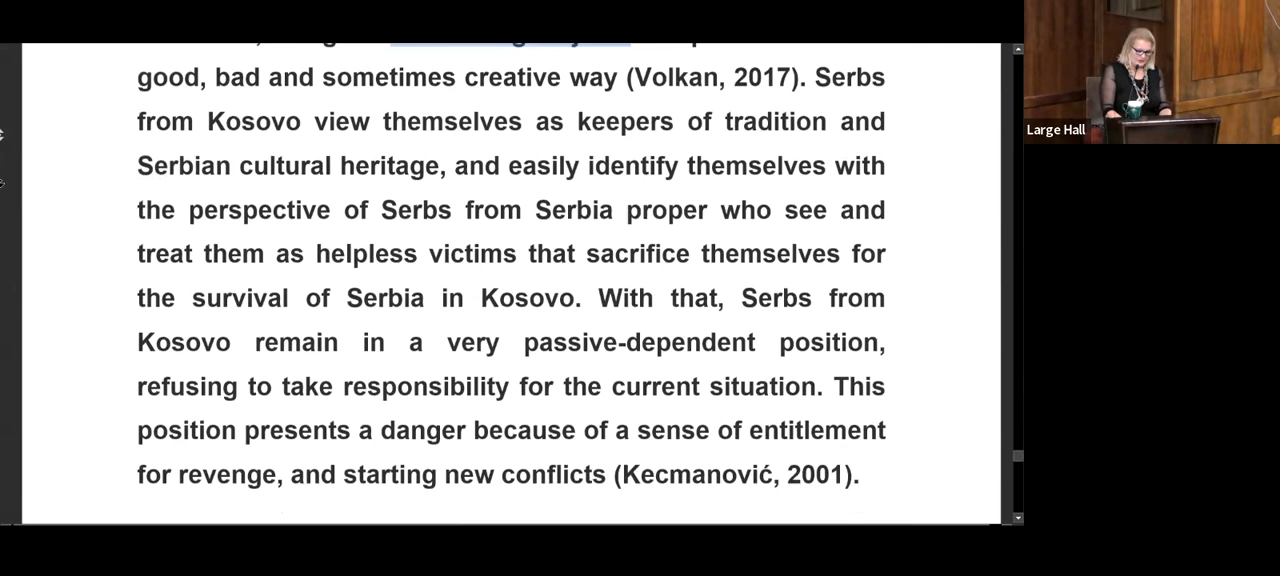 good, bad and sometimes creative way (Volkan, 2017). Serbs
from Kosovo view themselves as keepers of tradition and
Serbian cultural heritage, and easily identify themselves with
the perspective of Serbs from Serbia proper who see and
treat them as helpless victims that sacrifice themselves for
the survival of Serbia in Kosovo. With that, Serbs from
Kosovo remain in a very passive-dependent position,
refusing to take responsibility for the current situation. This
position presents a danger because of a sense of entitlement
for revenge, and starting new conflicts (Kecmanović, 2001).
Large Hall